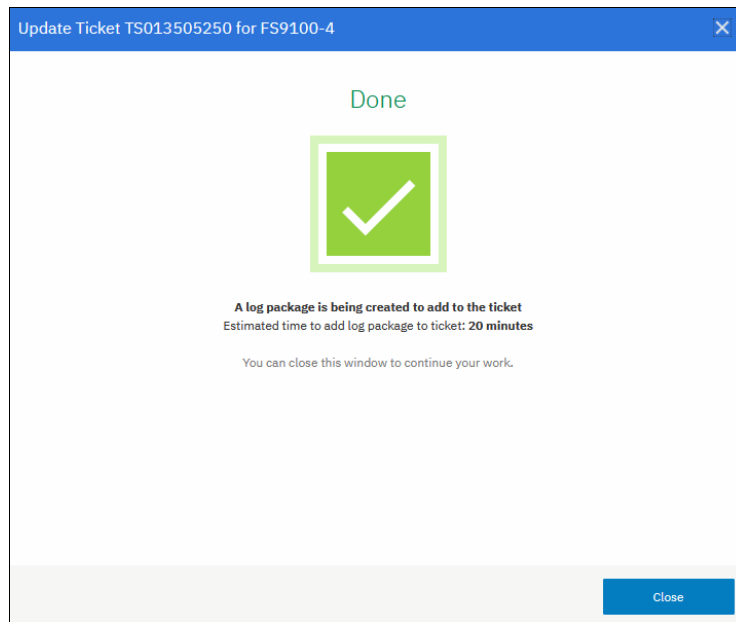 Update Ticket TS013505250 for FS9100-4
Done
A log package is being created to add to the ticket
Estimated time to add log package to ticket: 20 minutes
You can close this window to continue your work.
Close